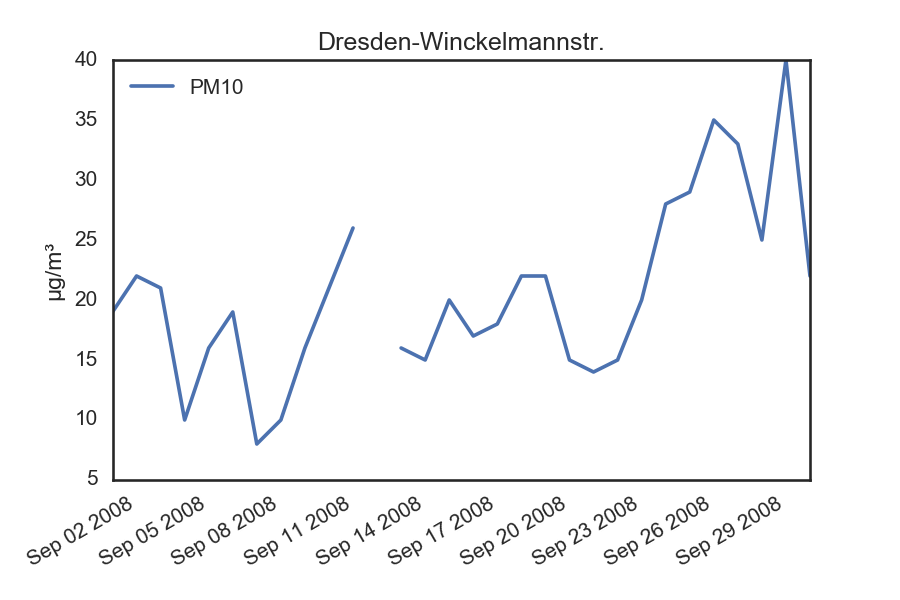 Dresden-Winckelmannstr.
PM10
µg/m³
40
35
30
25
20
15
10
5
Sep 02 2008
Sep 05 2008
Sep 08 2008
Sep 11 2008
Sep 14 2008
Sep 17 2008
Sep 20 2008
Sep 23 2008
Sep 26 2008
Sep 29 2008